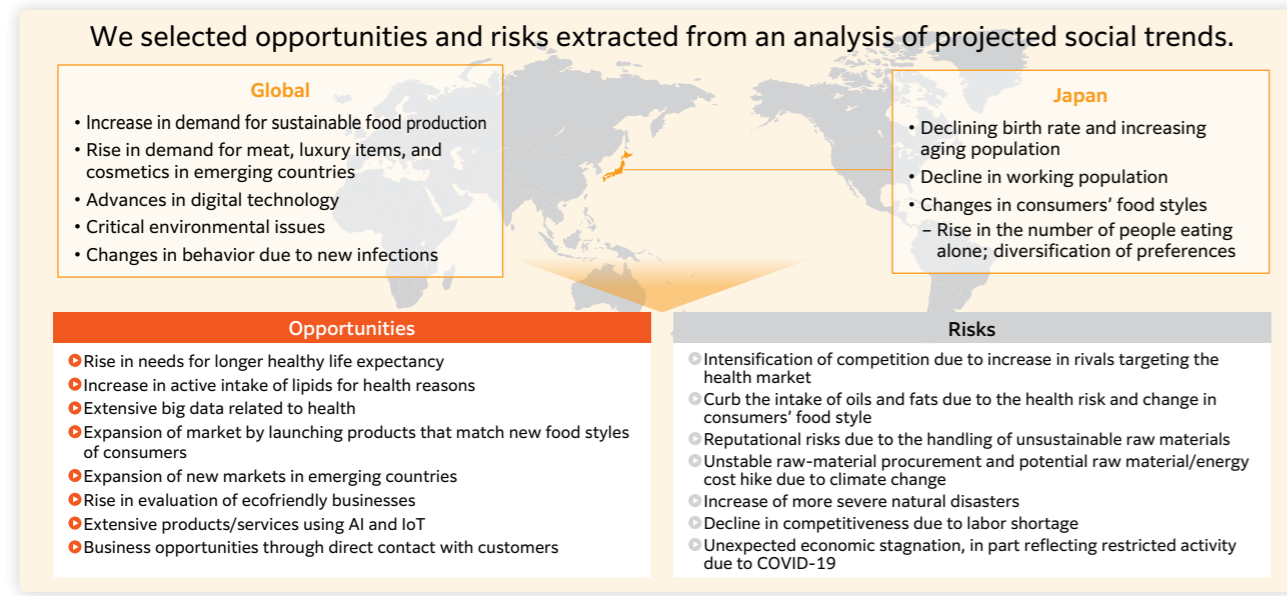 We selected opportunities and risks extracted from an analysis of projected social trends.
Global
• Increase in demand for sustainable food production
• Rise in demand for meat, luxury items, and
cosmetics in emerging countries
• Advances in digital technology
• Critical environmental issues
• Changes in behavior due to new infections
Japan
• Declining birth rate and increasing
aging population
• Decline in working population
• Changes in consumers' food styles
– Rise in the number of people eating
alone; diversification of preferences
Opportunities
Rise in needs for longer healthy life expectancy
Increase in active intake of lipids for health reasons
Extensive big data related to health
Expansion of market by launching products that match new food styles
of consumers
Expansion of new markets in emerging countries
Rise in evaluation of ecofriendly businesses
Extensive products/services using AI and IoT
Business opportunities through direct contact with customers
Risks
Intensification of competition due to increase in rivals targeting the
health market
Curb the intake of oils and fats due to the health risk and change in
consumers' food style
Reputational risks due to the handling of unsustainable raw materials
Unstable raw-material procurement and potential raw material/energy
cost hike due to climate change
Increase of more severe natural disasters
Decline in competitiveness due to labor shortage
Unexpected economic stagnation, in part reflecting restricted activity
due to COVID-19